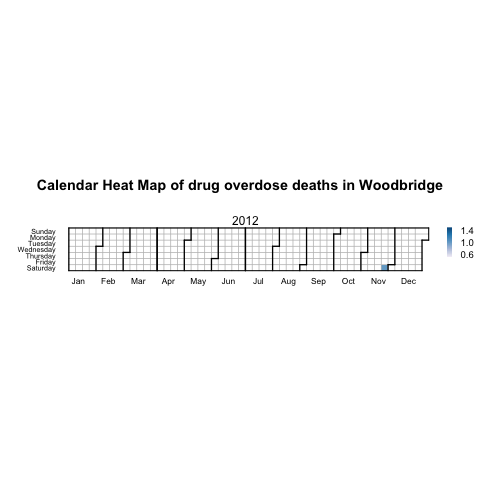 Calendar Heat Map of drug overdose deaths in Woodbridge
2012
Sunday
Monday
Tuesday
Wednesday
Thursday
Friday
Saturday
Jan Feb Mar Apr May Jun Jul Aug Sep Oct Nov Dec
1.4
1.0
0.6